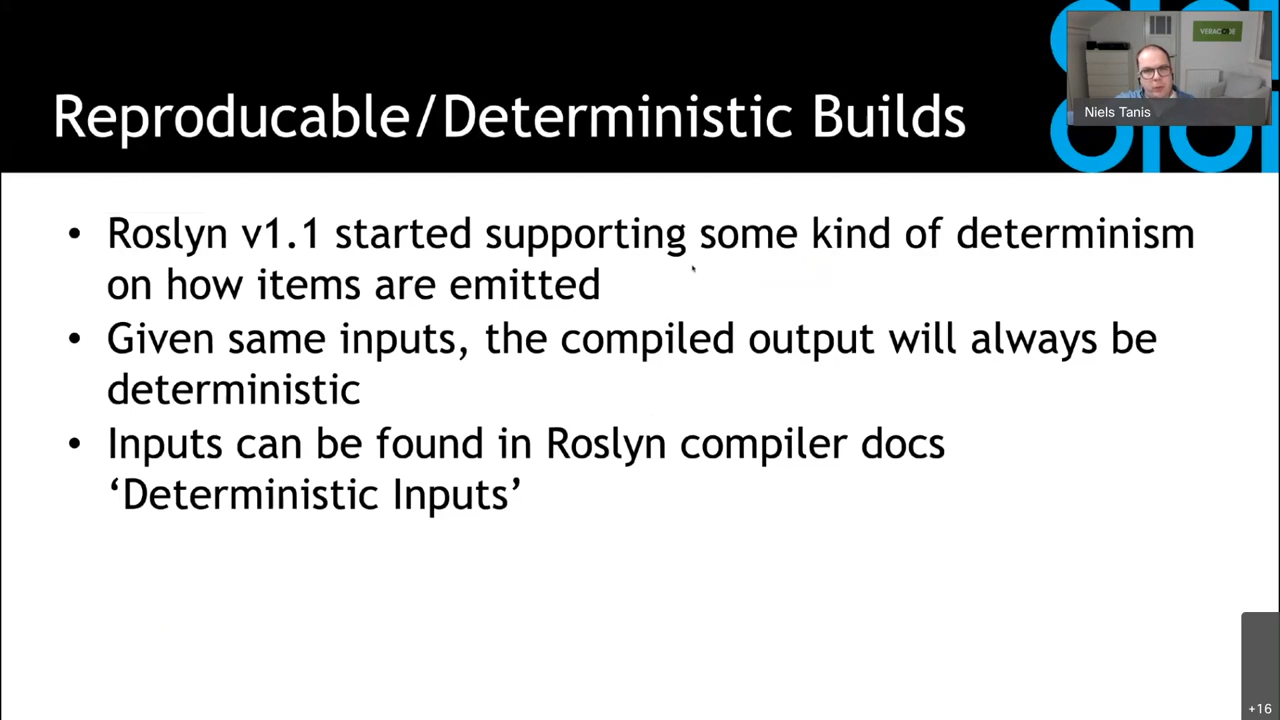 VERACODE
Niels Tanis
Reproducable/Deterministic Builds
• Roslyn v1.1 started supporting some kind of determinism
on how items are emitted
• Given same inputs, the compiled output will always be
deterministic
• Inputs can be found in Roslyn compiler docs
‘Deterministic Inputs’
+16